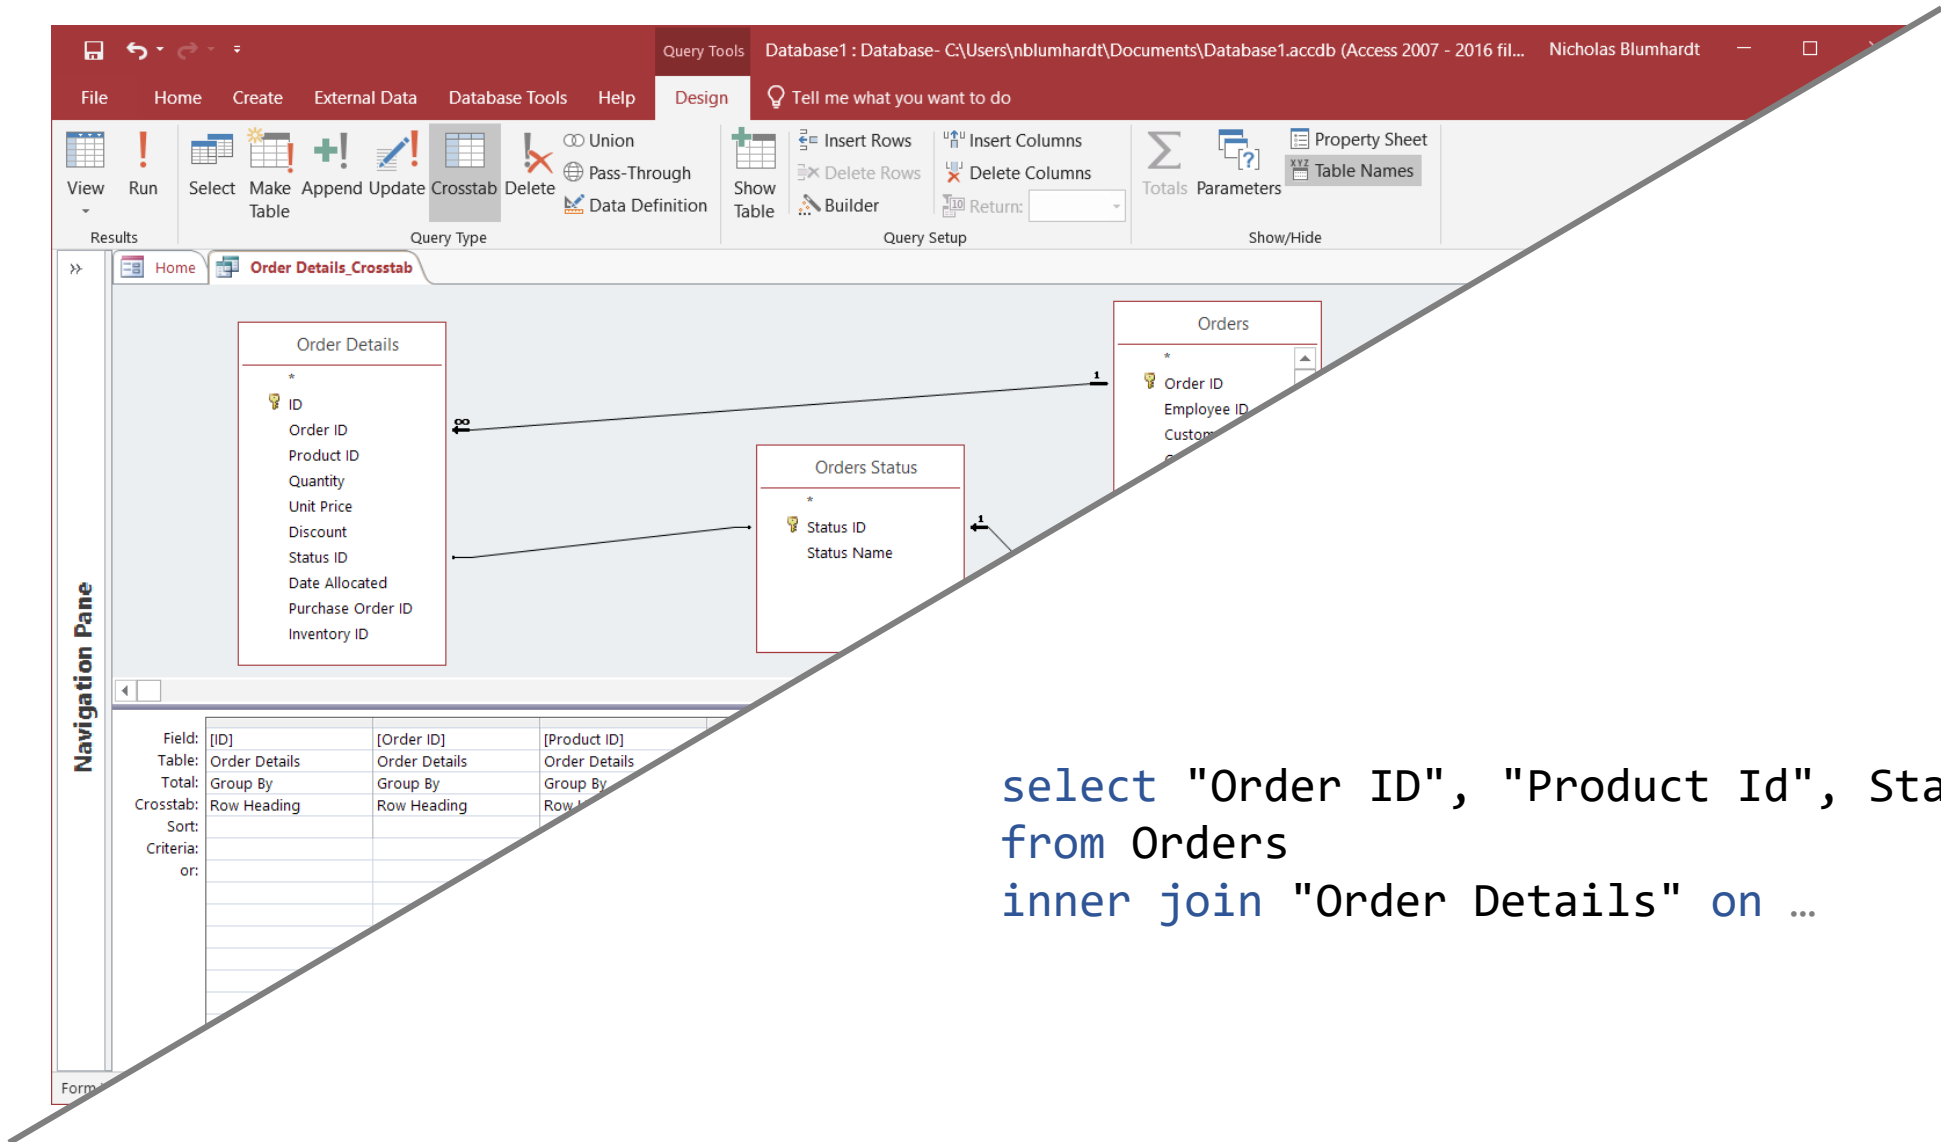 Query Tools Database1 : Database- C:\Users\nblumhardt\Documents\Database1.accdb (Access 2007 - 2016 fil... Nicholas Blumhardt
File Home Create External Data Database Tools Help Design Tell me what you want to do
View
Run
Select
Make
Table
Append
Update
Crosstab
Delete
Union
Pass-Through
Data Definition
Show
Table
Insert Rows
Delete Rows
Builder
Insert Columns
Delete Columns
Return:
Totals
Parameters
Property Sheet
Table Names
Results Query Type Query Setup Show/Hide
Home Order Details_Crosstab
Navigation Pane
Order Details
*
ID
Order ID
Product ID
Quantity
Unit Price
Discount
Status ID
Date Allocated
Purchase Order ID
Inventory ID
∞
1
Orders Status
*
Status ID
Status Name
1
Orders
*
Order ID
Employee ID
Custom
Field: [ID] [Order ID] [Product ID]
Table: Order Details Order Details Order Details
Total: Group By Group By Group By
Crosstab: Row Heading Row Heading Row
Sort:
Criteria:
or:
Form
select "Order ID", "Product Id", Sta
from Orders
inner join "Order Details" on …